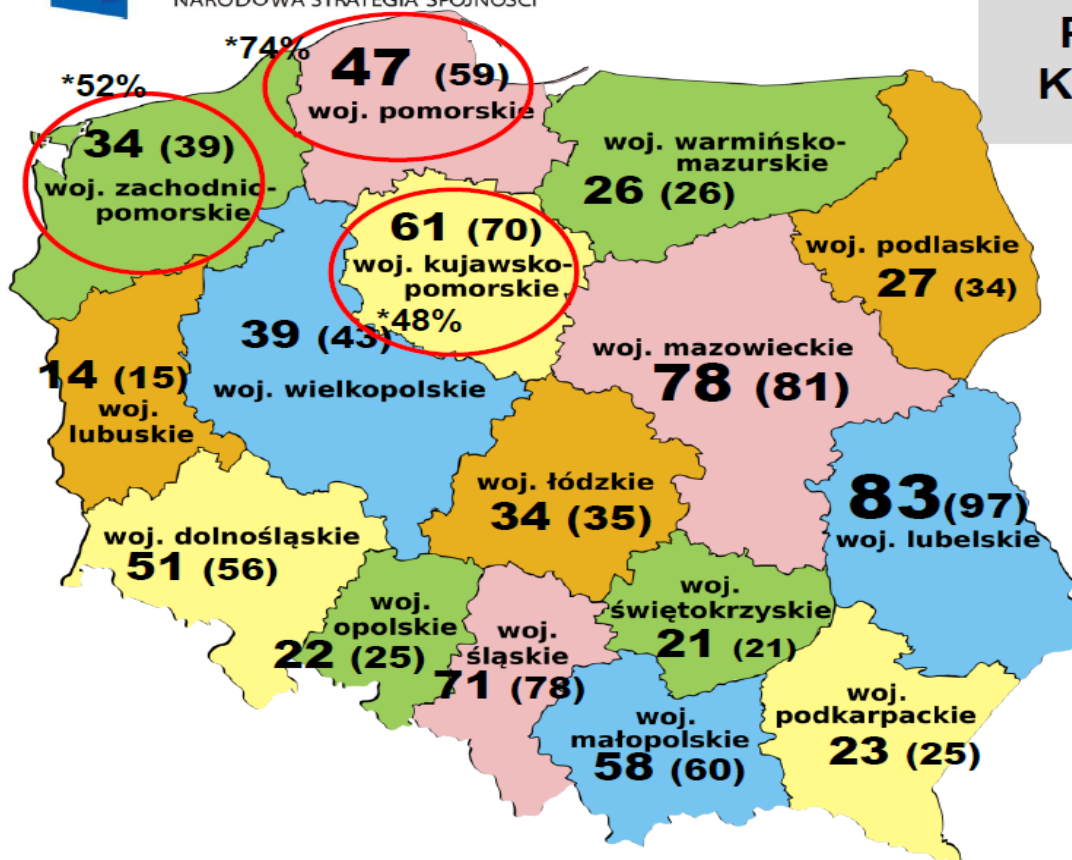 NARODOWA STRATEGIA SPÓJNOŚCI
*74%
47 (59)
woj. pomorskie
*52%
34 (39)
woj. zachodnio-
pomorskie
woj. warmińsko-
mazurskie
26 (26)
61 (70)
woj. kujawsko-
pomorskie
*48%
woj. podlaskie
27 (34)
39 (43)
woj. wielkopolskie
woj. mazowieckie
78 (81)
14 (15)
woj.
lubuskie
woj. łódzkie
34 (35)
83(97)
woj. lubelskie
woj. dolnośląskie
51 (56)
woj.
opolskie
22 (25)
woj.
śląskie
71 (78)
woj.
świętokrzyskie
21 (21)
woj.
małopolskie
58 (60)
woj.
podkarpackie
23 (25)